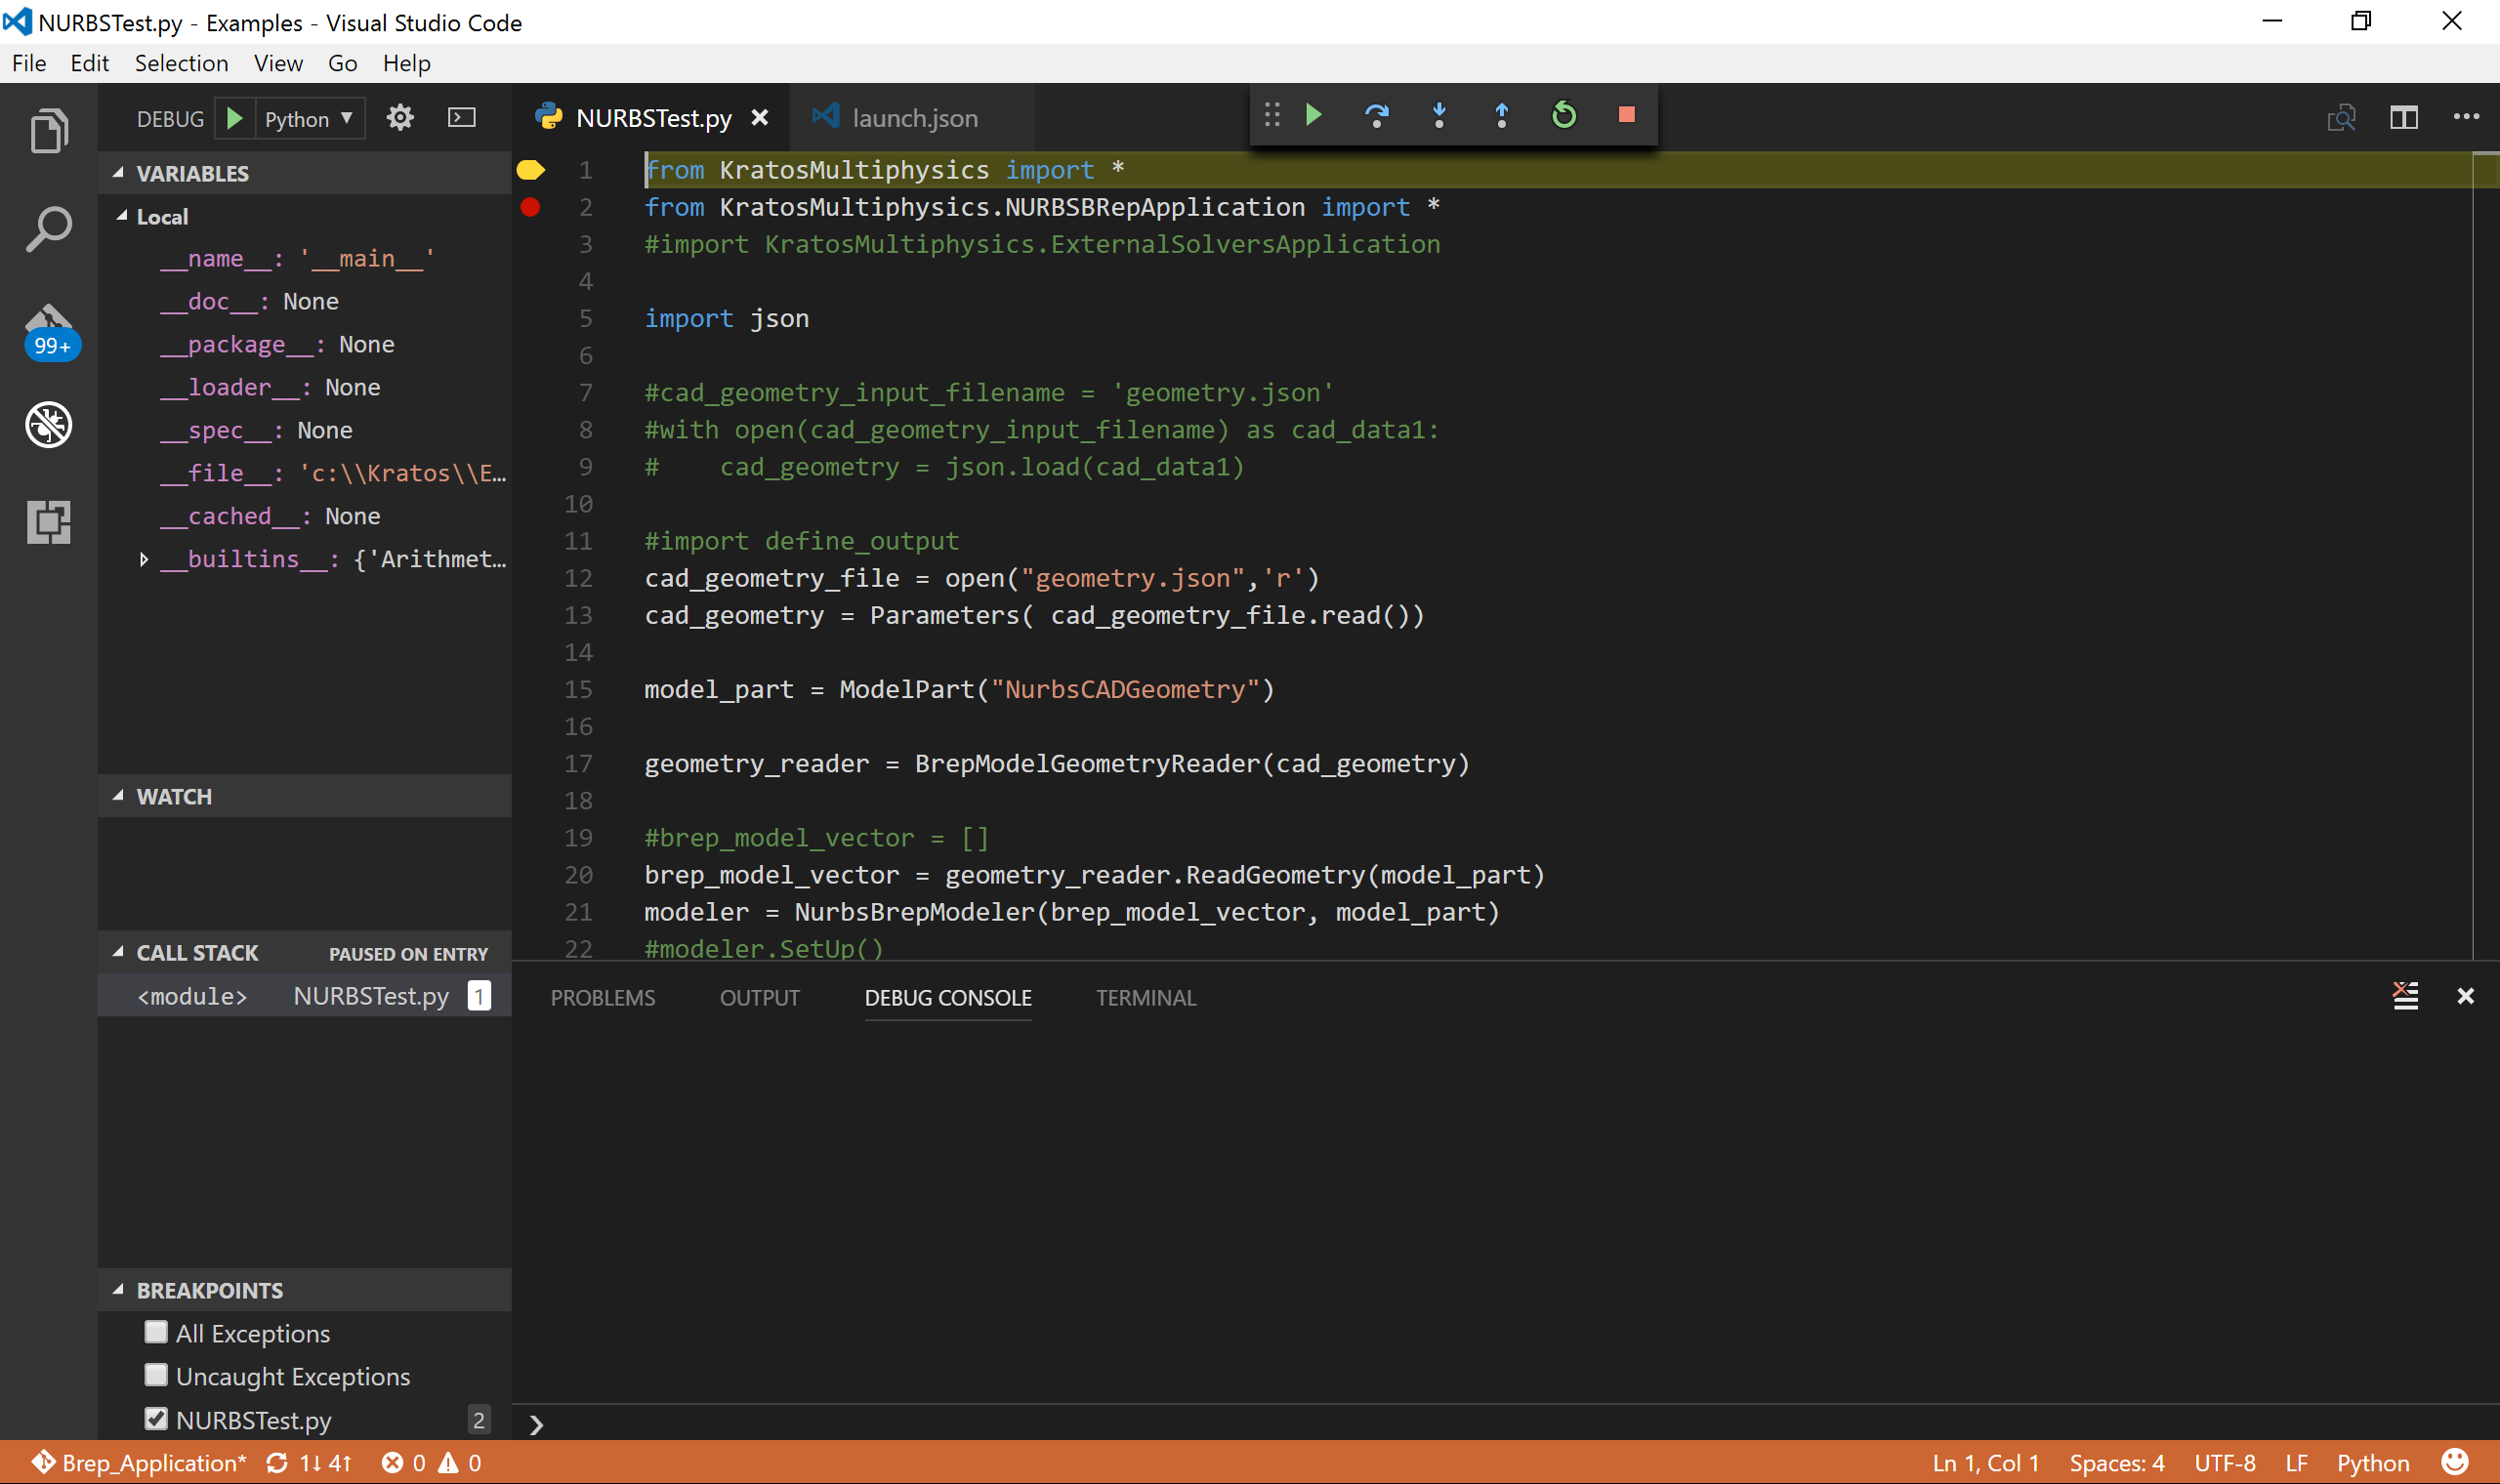 NURBSTest.py - Examples - Visual Studio Code
File Edit Selection View Go Help
DEBUG Python
VARIABLES
Local
__name__: '__main__'
__doc__: None
__package__: None
__loader__: None
__spec__: None
__file__: 'c:\\Kratos\\E…
__cached__: None
__builtins__: {'Arithmet…
WATCH
CALL STACK PAUSED ON ENTRY
<module> NURBSTest.py 1
BREAKPOINTS
All Exceptions
Uncaught Exceptions
NURBSTest.py 2
99+
NURBSTest.py launch.json
1 from KratosMultiphysics import *
2 from KratosMultiphysics.NURBSBRepApplication import *
3 #import KratosMultiphysics.ExternalSolversApplication
4
5 import json
6
7 #cad_geometry_input_filename = 'geometry.json'
8 #with open(cad_geometry_input_filename) as cad_data1:
9 #    cad_geometry = json.load(cad_data1)
10
11 #import define_output
12 cad_geometry_file = open("geometry.json",'r')
13 cad_geometry = Parameters( cad_geometry_file.read())
14
15 model_part = ModelPart("NurbsCADGeometry")
16
17 geometry_reader = BrepModelGeometryReader(cad_geometry)
18
19 #brep_model_vector = []
20 brep_model_vector = geometry_reader.ReadGeometry(model_part)
21 modeler = NurbsBrepModeler(brep_model_vector, model_part)
22 #modeler.SetUp()
PROBLEMS OUTPUT DEBUG CONSOLE TERMINAL
Brep_Application* 1↓ 4↑ 0 0 Ln 1, Col 1 Spaces: 4 UTF-8 LF Python